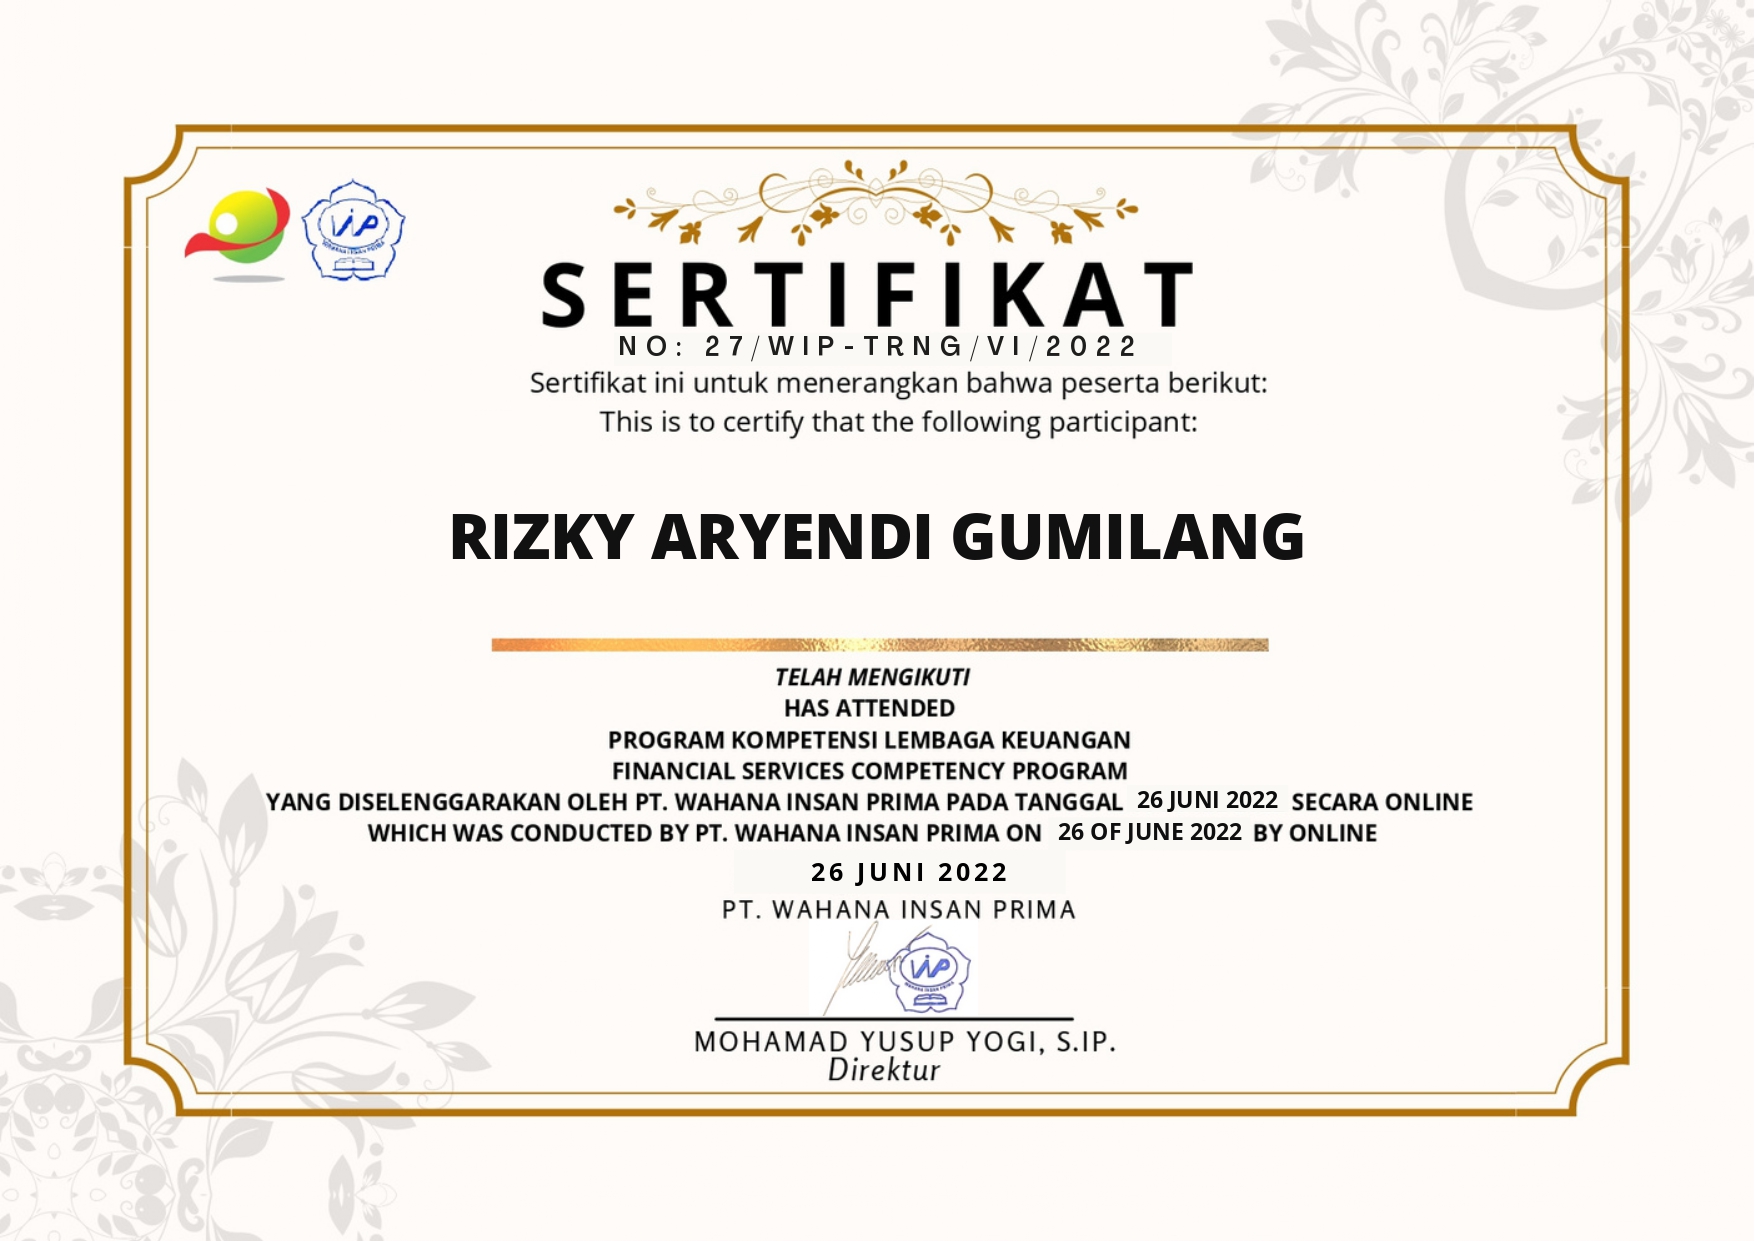 WIP
WAHANA INSAN PRIMA
SERTIFIKAT
NO: 27/WIP-TRNG/VI/2022
Sertifikat ini untuk menerangkan bahwa peserta berikut:
This is to certify that the following participant:
RIZKY ARYENDI GUMILANG
TELAH MENGIKUTI
HAS ATTENDED
PROGRAM KOMPETENSI LEMBAGA KEUANGAN
FINANCIAL SERVICES COMPETENCY PROGRAM
YANG DISELENGGARAKAN OLEH PT. WAHANA INSAN PRIMA PADA TANGGAL 26 JUNI 2022 SECARA ONLINE
WHICH WAS CONDUCTED BY PT. WAHANA INSAN PRIMA ON 26 OF JUNE 2022 BY ONLINE
26 JUNI 2022
PT. WAHANA INSAN PRIMA
WIP
WAHANA INSAN PRIMA
MOHAMAD YUSUP YOGI, S.IP.
Direktur